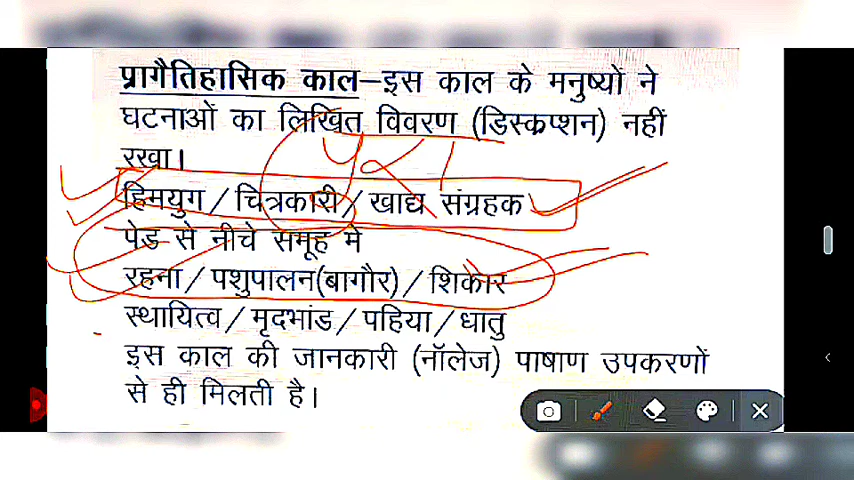 प्रागैतिहासिक काल–इस काल के मनुष्यों ने
घटनाओं का लिखित विवरण (डिस्कप्शन) नहीं
रखा।
हिमयुग/चित्रकारी/खाद्य संग्रहक
पेड से नीचे समूह मे
रहना/पशुपालन(बागौर)/शिकार
स्थायित्व/मृदभांड/पहिया/धातु
इस काल की जानकारी (नॉलेज) पाषाण उपकरणों
से ही मिलती है।